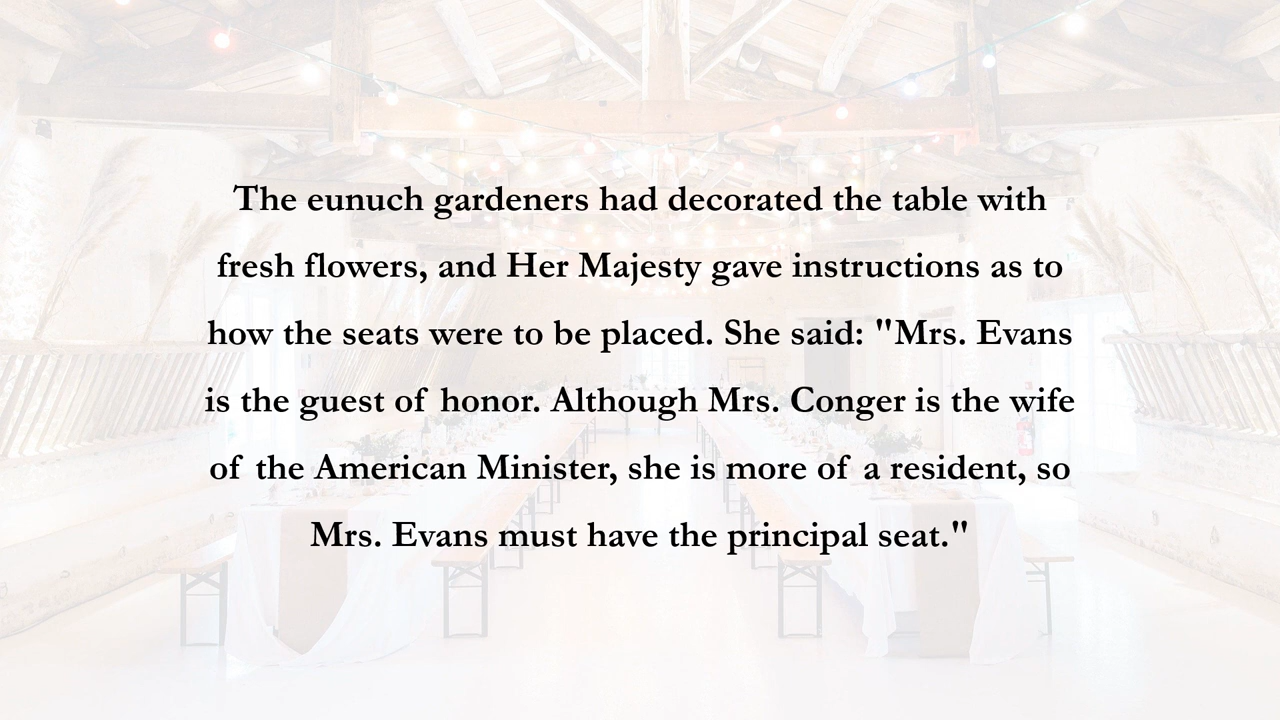 The eunuch gardeners had decorated the table with
fresh flowers, and Her Majesty gave instructions as to
how the seats were to be placed. She said: "Mrs. Evans
is the guest of honor. Although Mrs. Conger is the wife
of the American Minister, she is more of a resident, so
Mrs. Evans must have the principal seat."